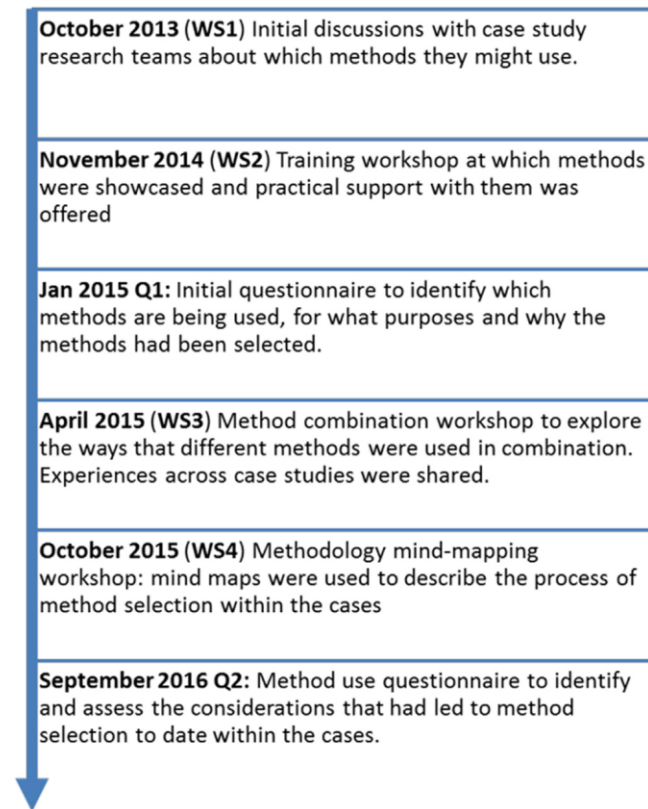 October 2013 (WS1) Initial discussions with case study
research teams about which methods they might use.
November 2014 (WS2) Training workshop at which methods
were showcased and practical support with them was
offered
Jan 2015 Q1: Initial questionnaire to identify which
methods are being used, for what purposes and why the
methods had been selected.
April 2015 (WS3) Method combination workshop to explore
the ways that different methods were used in combination.
Experiences across case studies were shared.
October 2015 (WS4) Methodology mind-mapping
workshop: mind maps were used to describe the process of
method selection within the cases
September 2016 Q2: Method use questionnaire to identify
and assess the considerations that had led to method
selection to date within the cases.